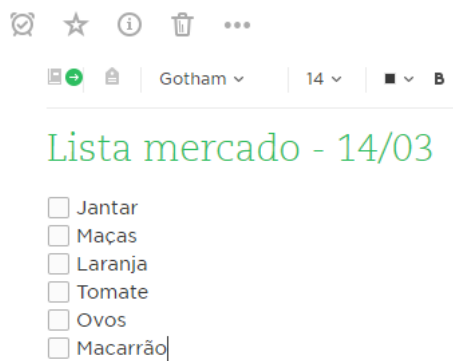 Gotham 14 B
Lista mercado - 14/03
Jantar
Maças
Laranja
Tomate
Ovos
Macarrão